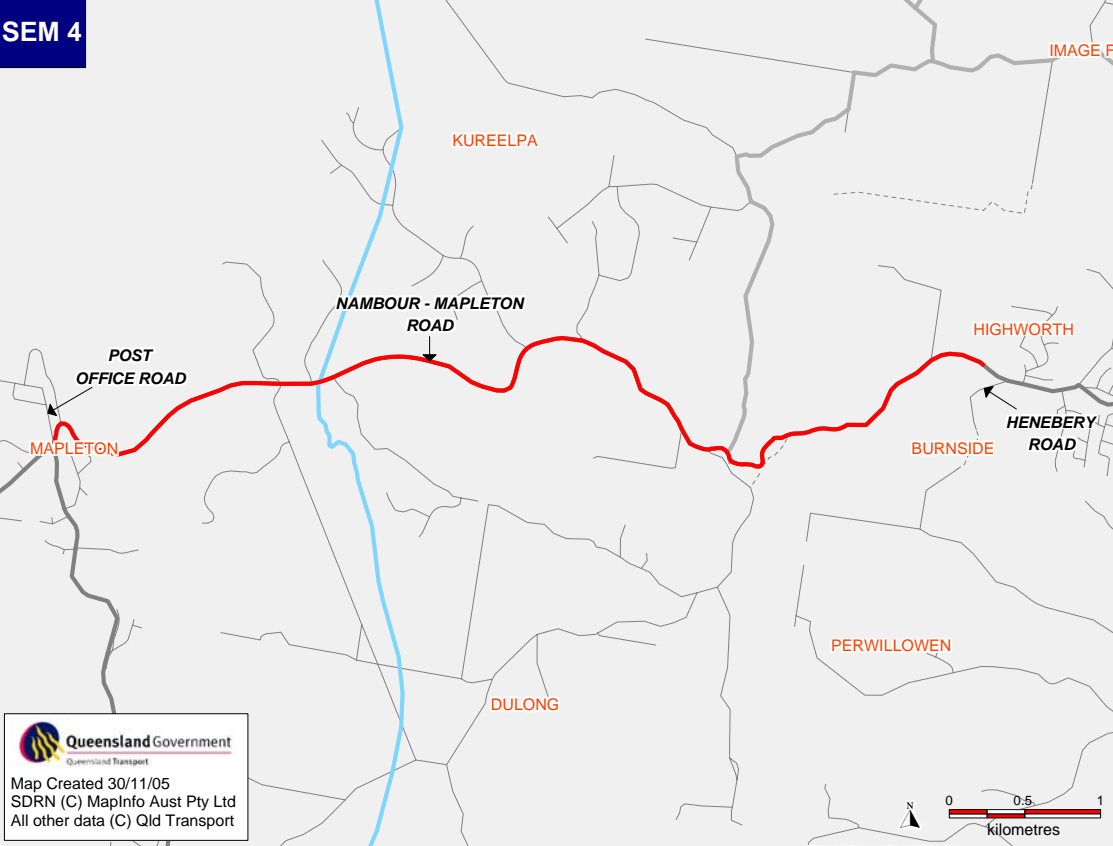 SEM 4
IMAGE F
KUREELPA
NAMBOUR - MAPLETON
ROAD
HIGHWORTH
POST
OFFICE ROAD
HENEBERY
ROAD
MAPLETON
BURNSIDE
PERWILLOWEN
DULONG
Queensland Government
Queensland Transport
Map Created 30/11/05
SDRN (C) MapInfo Aust Pty Ltd
All other data (C) Qld Transport
N
0 0.5 1
kilometres